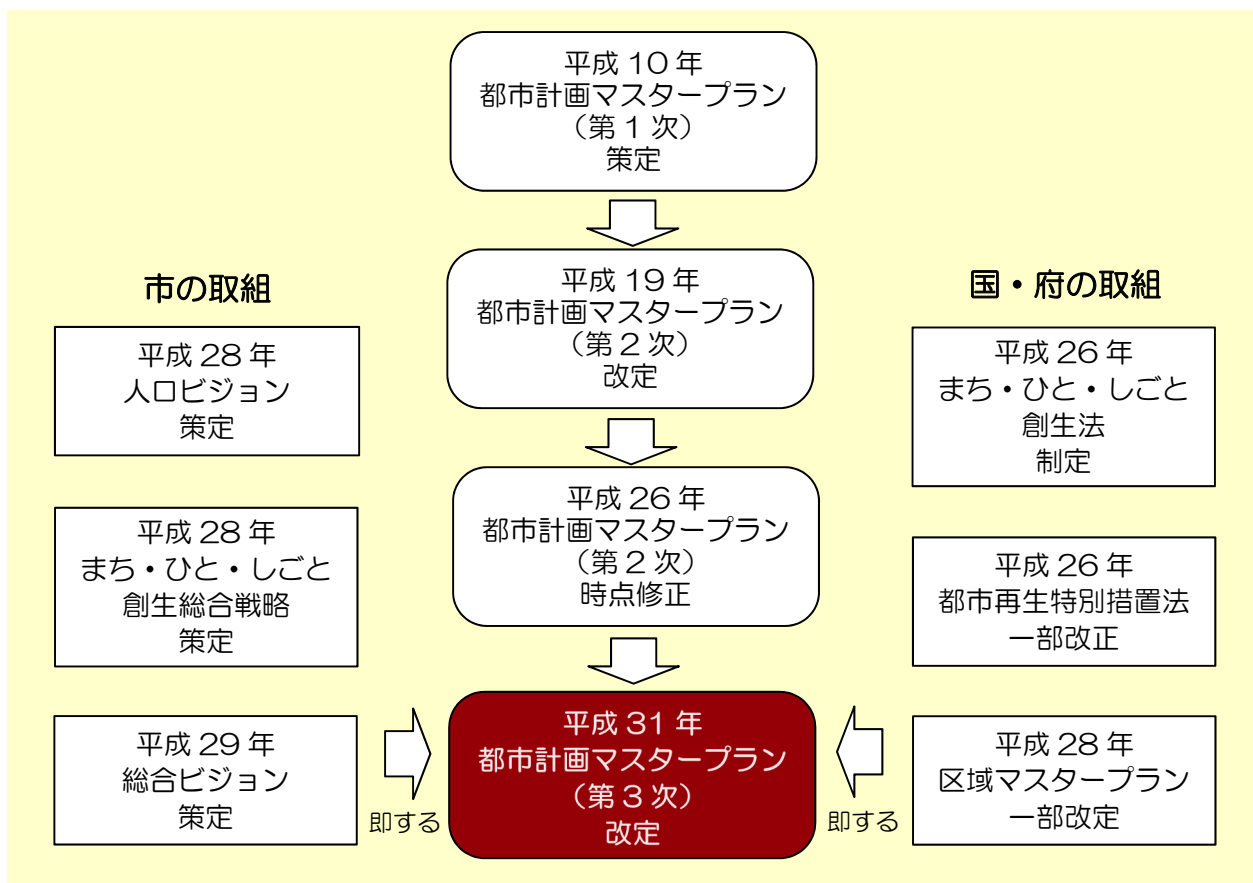 平成 10 年
都市計画マスタープラン
（第 1 次）
策定
平成 19 年
都市計画マスタープラン
（第 2 次）
改定
平成 26 年
都市計画マスタープラン
（第 2 次）
時点修正
平成 31 年
都市計画マスタープラン
（第 3 次）
改定
市の取組
平成 28 年
人口ビジョン
策定
平成 28 年
まち・ひと・しごと
創生総合戦略
策定
平成 29 年
総合ビジョン
策定
即する
国・府の取組
平成 26 年
まち・ひと・しごと
創生法
制定
平成 26 年
都市再生特別措置法
一部改正
平成 28 年
区域マスタープラン
一部改定
即する